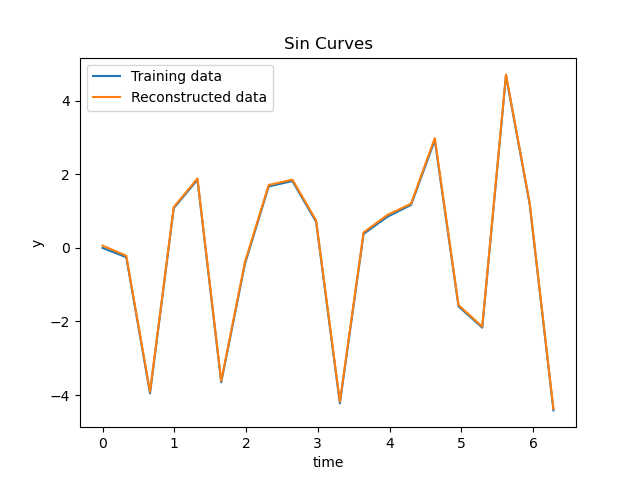 Sin Curves
Training data
Reconstructed data
4
2
0
−2
−4
y
0 1 2 3 4 5 6
time